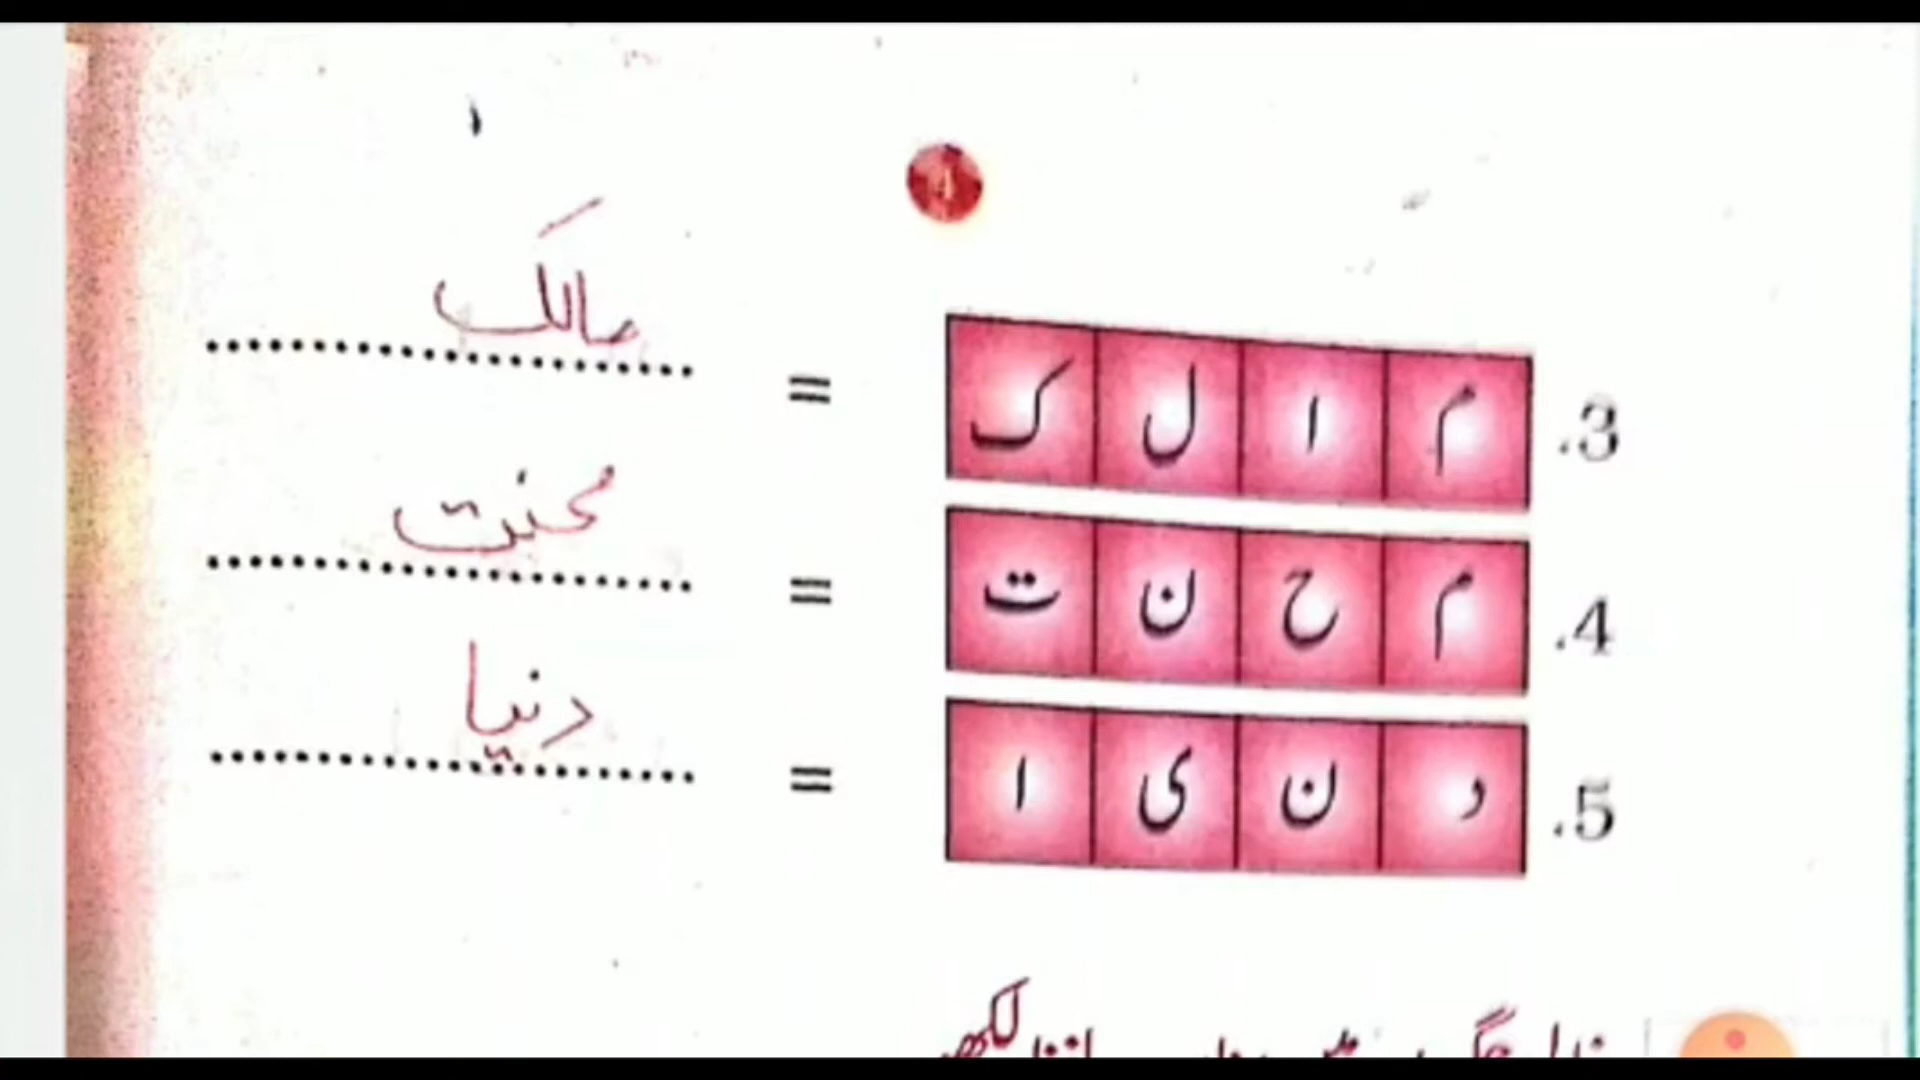 3. م ا ل ک = مالک
4. م ح ن ت = محنت
5. د ن ی ا = دنیا